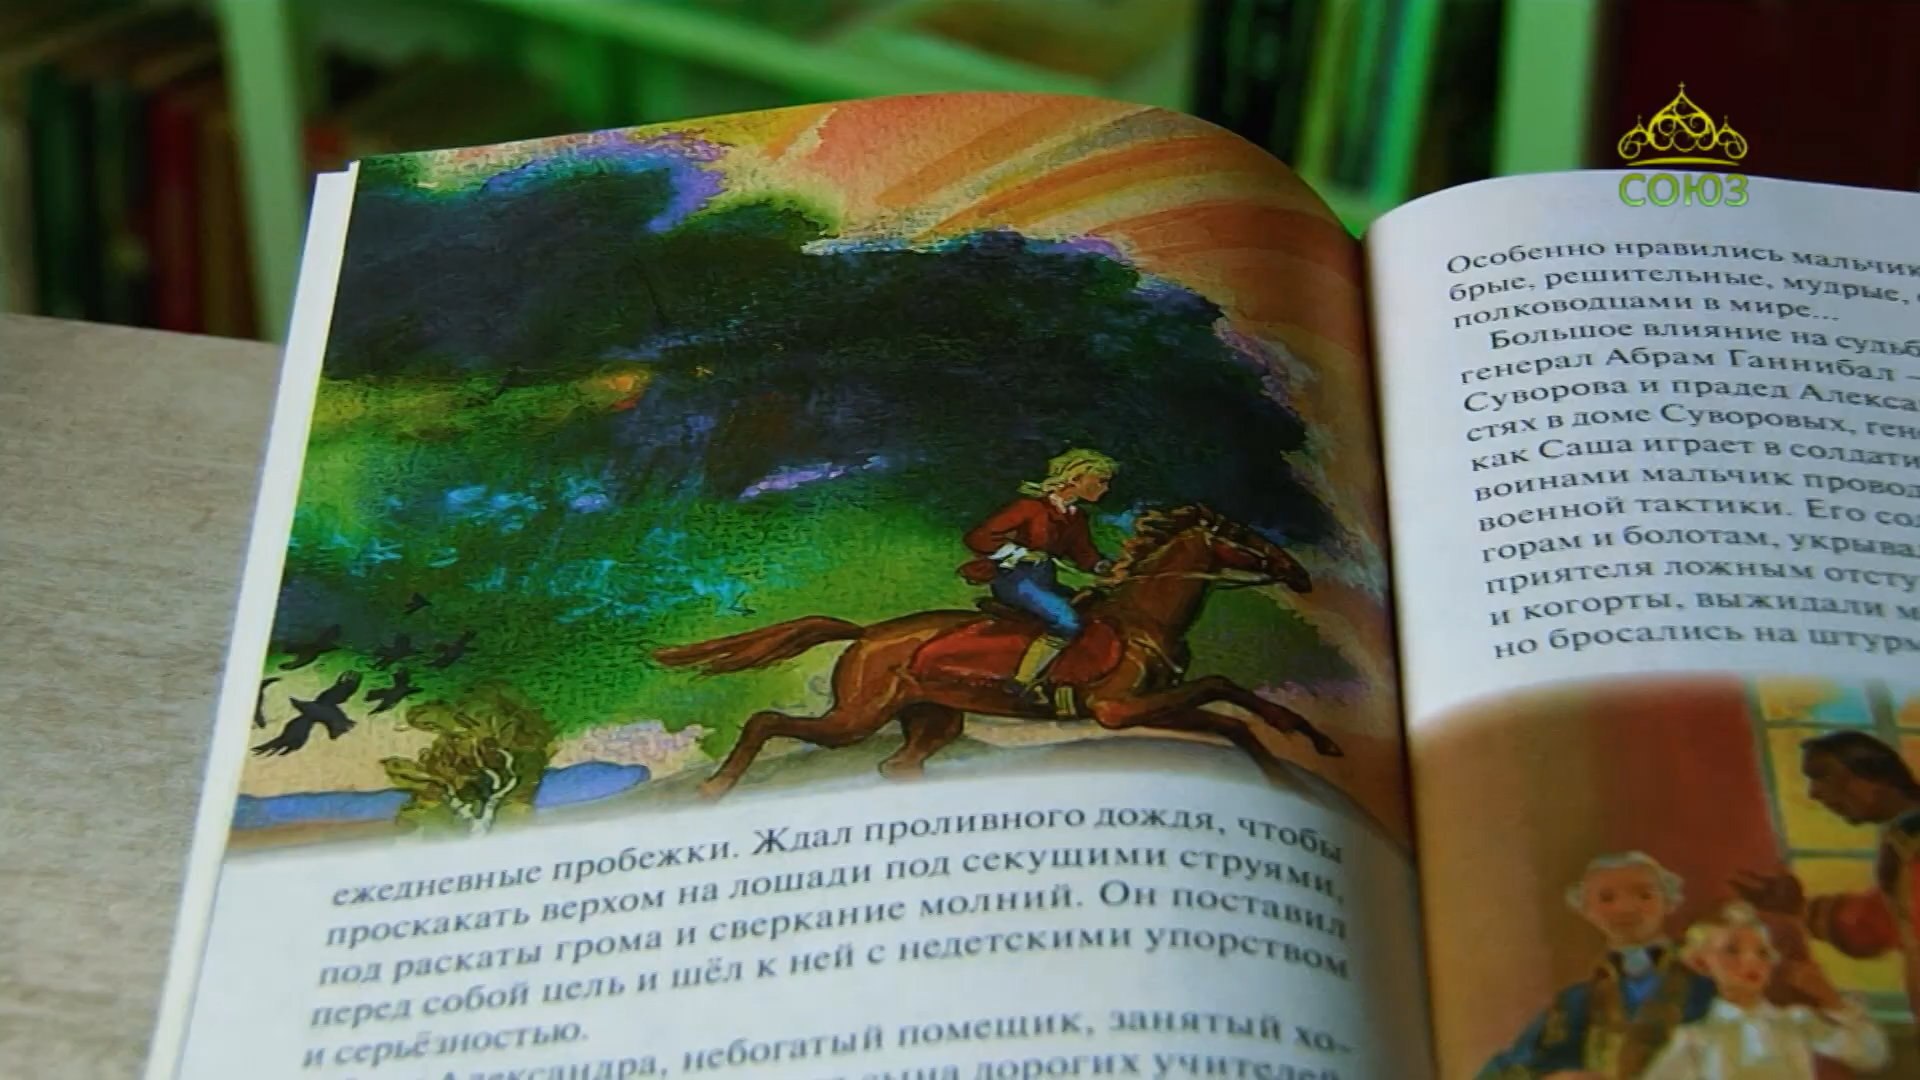 СОЮЗ
ежедневные пробежки. Ждал проливного дождя, чтобы
проскакать верхом на лошади под секущими струями,
под раскаты грома и сверкание молний. Он поставил
перед собой цель и шёл к ней с недетскими упорством
и серьёзностью.
Александра, небогатый помещик, занятый хо-
сына дорогих учителей
Особенно нравились мальчик
брые, решительные, мудрые,
полководцами в мире...
Большое влияние на судьб
генерал Абрам Ганнибал –
Суворова и прадед Алекса
стях в доме Суворовых, ген
как Саша играет в солдати
воинами мальчик провод
военной тактики. Его со
горам и болотам, укрыва
приятеля ложным отсту
и когорты, выжидали м
но бросались на штурм